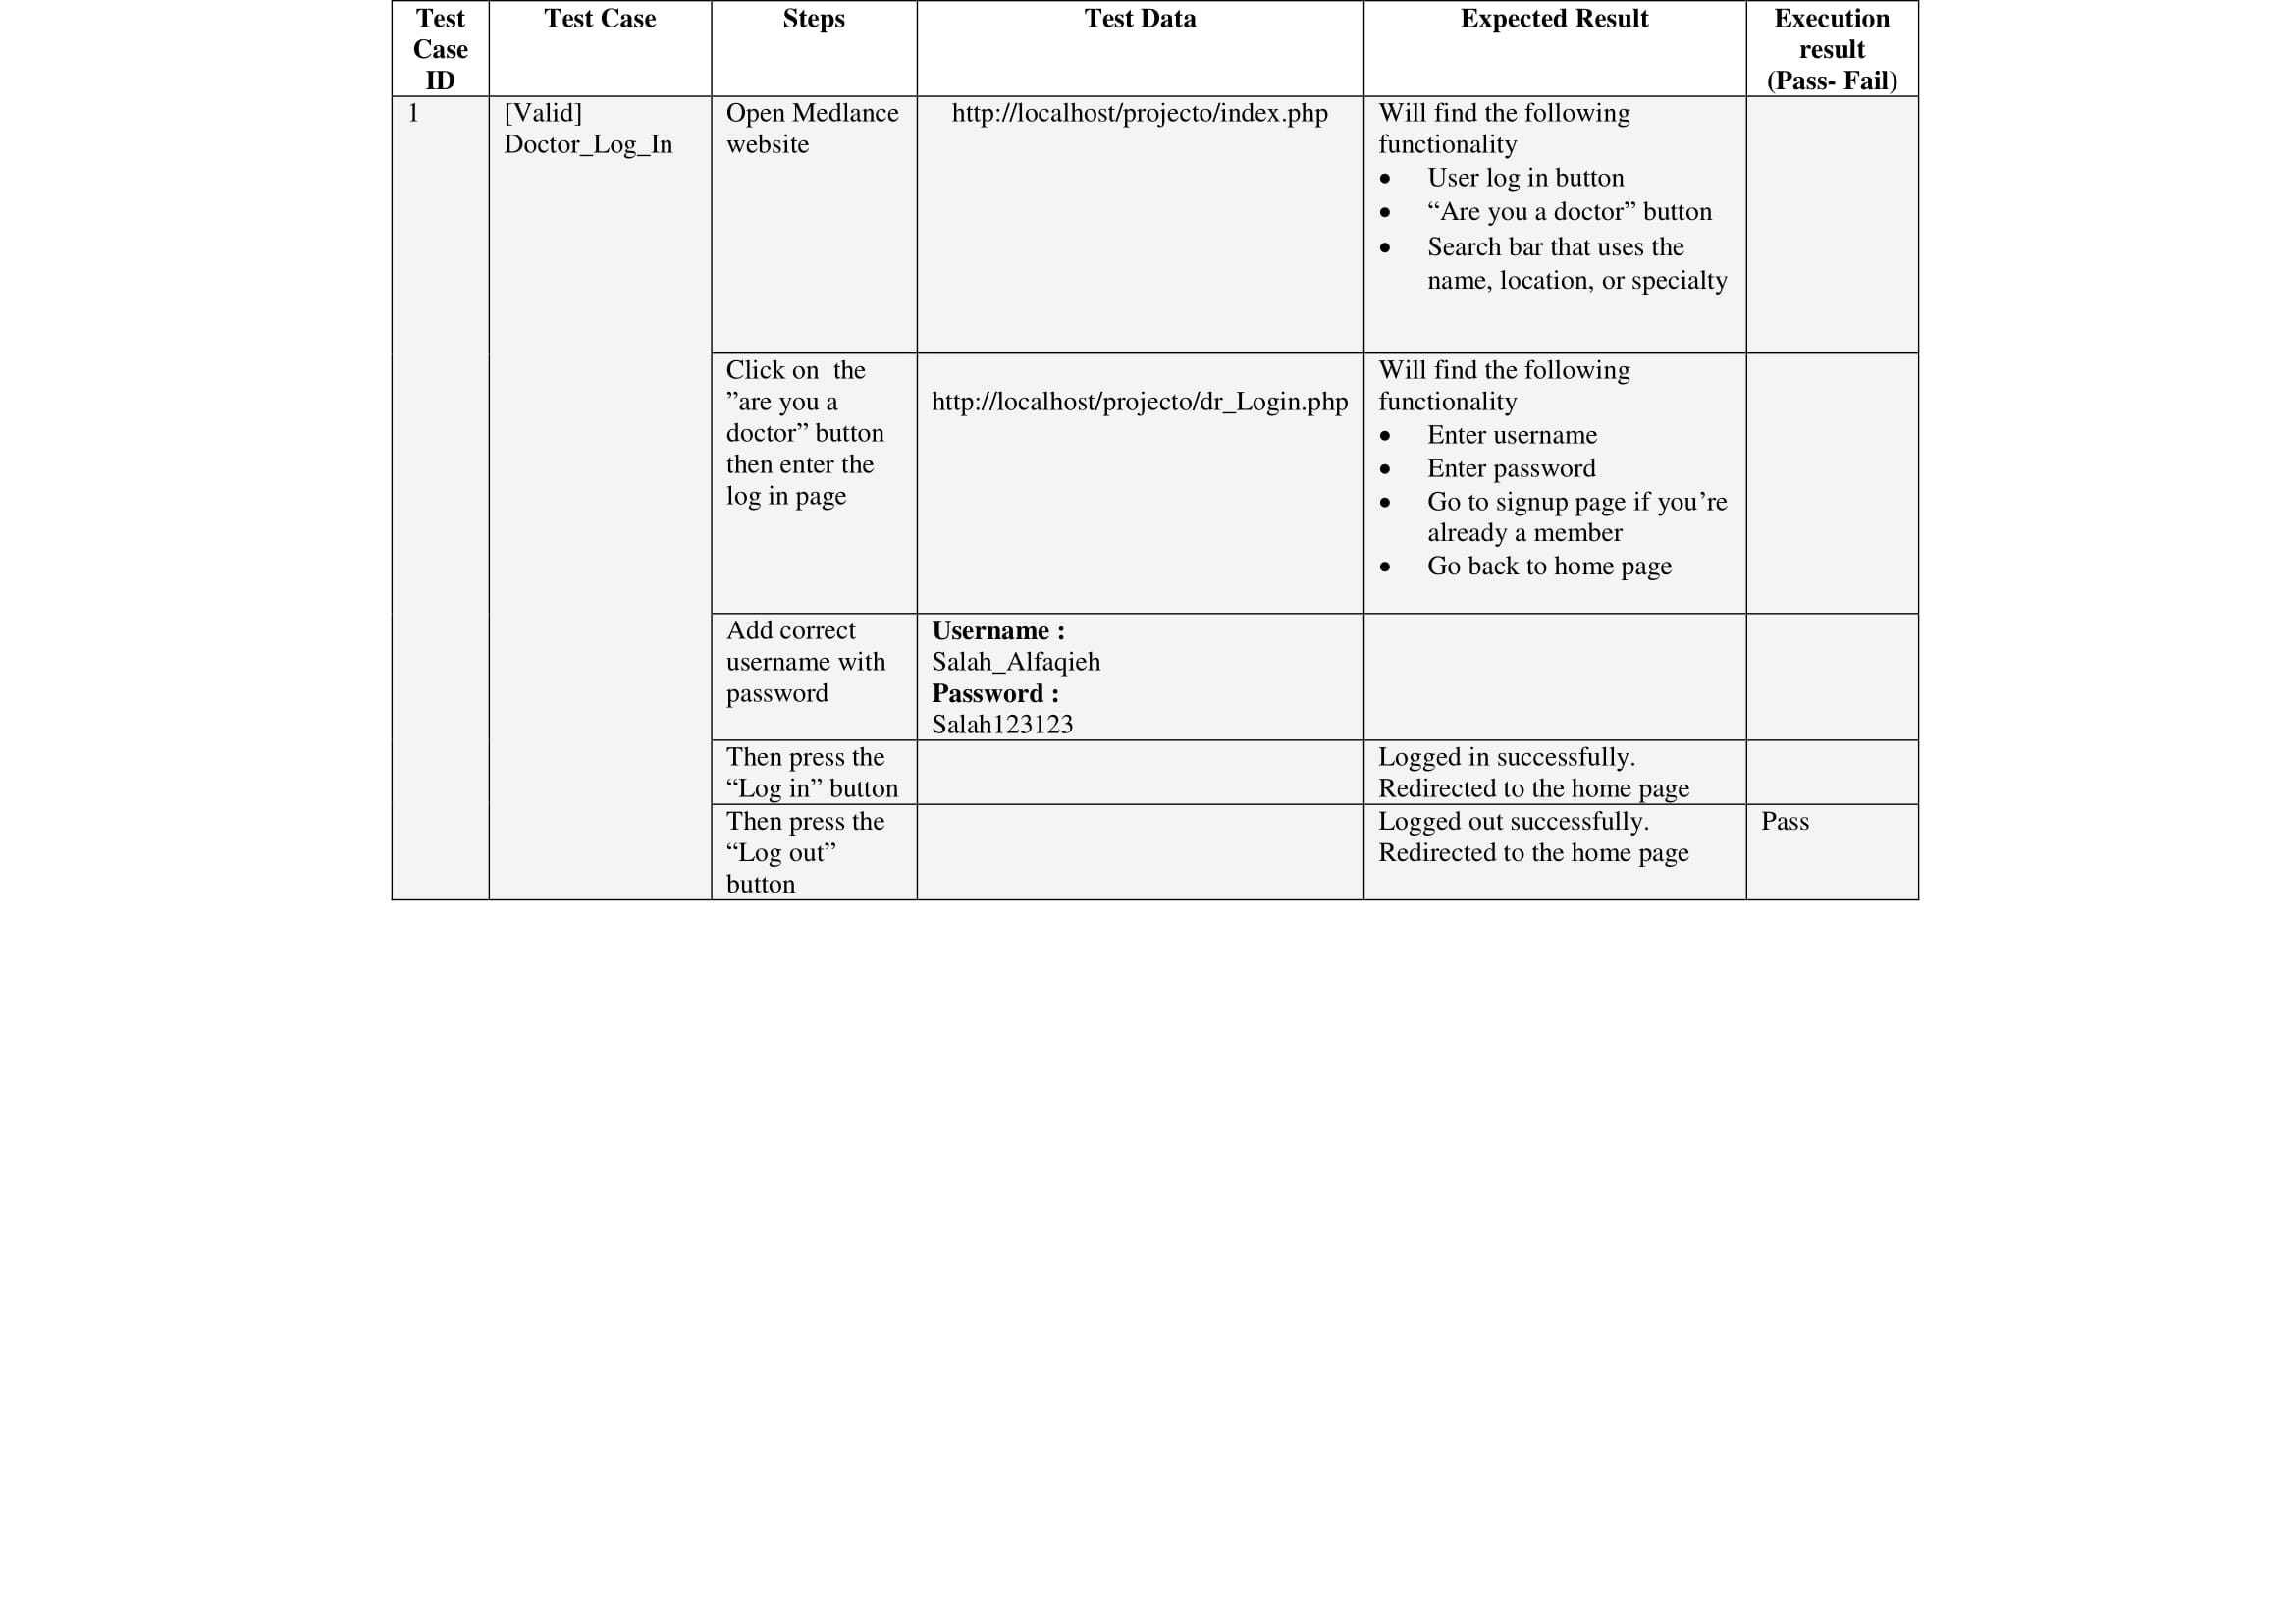 Test
Case
ID
Test Case
Steps
Test Data
Expected Result
Execution
result
(Pass- Fail)
1
[Valid]
Doctor_Log_In
Open Medlance
website
http://localhost/projecto/index.php
Will find the following
functionality
• User log in button
• “Are you a doctor” button
• Search bar that uses the
name, location, or specialty
Click on  the
”are you a
doctor” button
then enter the
log in page
http://localhost/projecto/dr_Login.php
Will find the following
functionality
• Enter username
• Enter password
• Go to signup page if you’re
already a member
• Go back to home page
Add correct
username with
password
Username :
Salah_Alfaqieh
Password :
Salah123123
Then press the
“Log in” button
Logged in successfully.
Redirected to the home page
Then press the
“Log out”
button
Logged out successfully.
Redirected to the home page
Pass